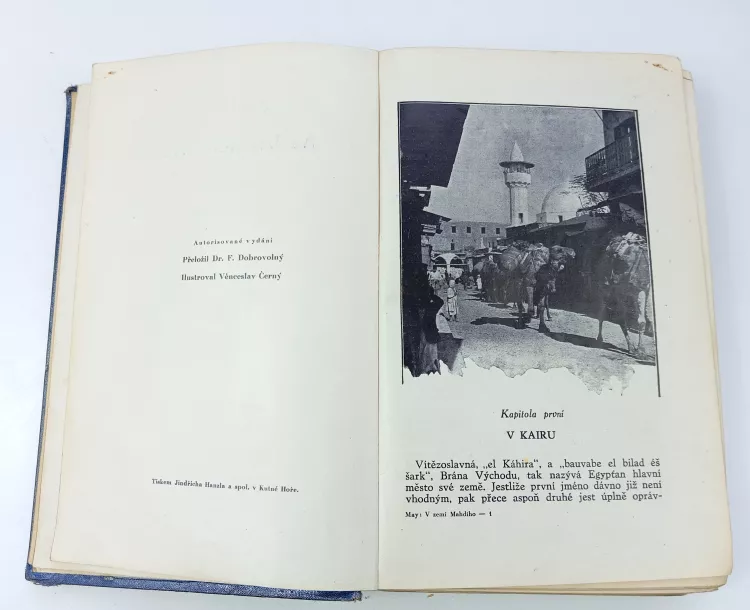 Autorisované vydání
Přeložil Dr. F. Dobrovolný
Ilustroval Věnceslav Černý
Tiskem Jindřicha Hanzla a spol. v Kutné Hoře.
Kapitola první
V KAIRU
Vítězoslavná, „el Káhira“, a „bauvabe el bilad éš
šark“, Brána Východu, tak nazývá Egypťan hlavní
město své země. Jestliže první jméno dávno již není
vhodným, pak přece aspoň druhé jest úplně opráv-
May: V zemi Mahdiho — 1